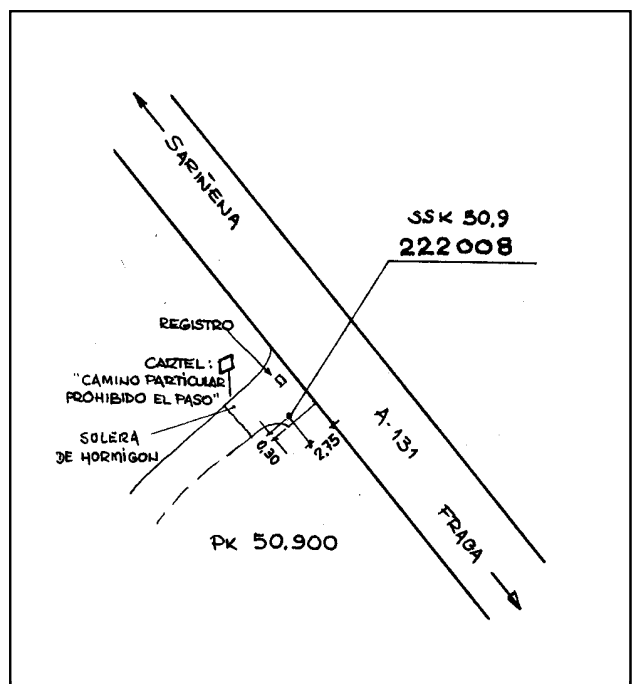 SARIÑENA
SSK 50,9
222008
REGISTRO
CARTEL:
"CAMINO PARTICULAR
PROHIBIDO EL PASO"
SOLERA
DE HORMIGON
0,30
2,75
A-131
PK 50.900
FRAGA